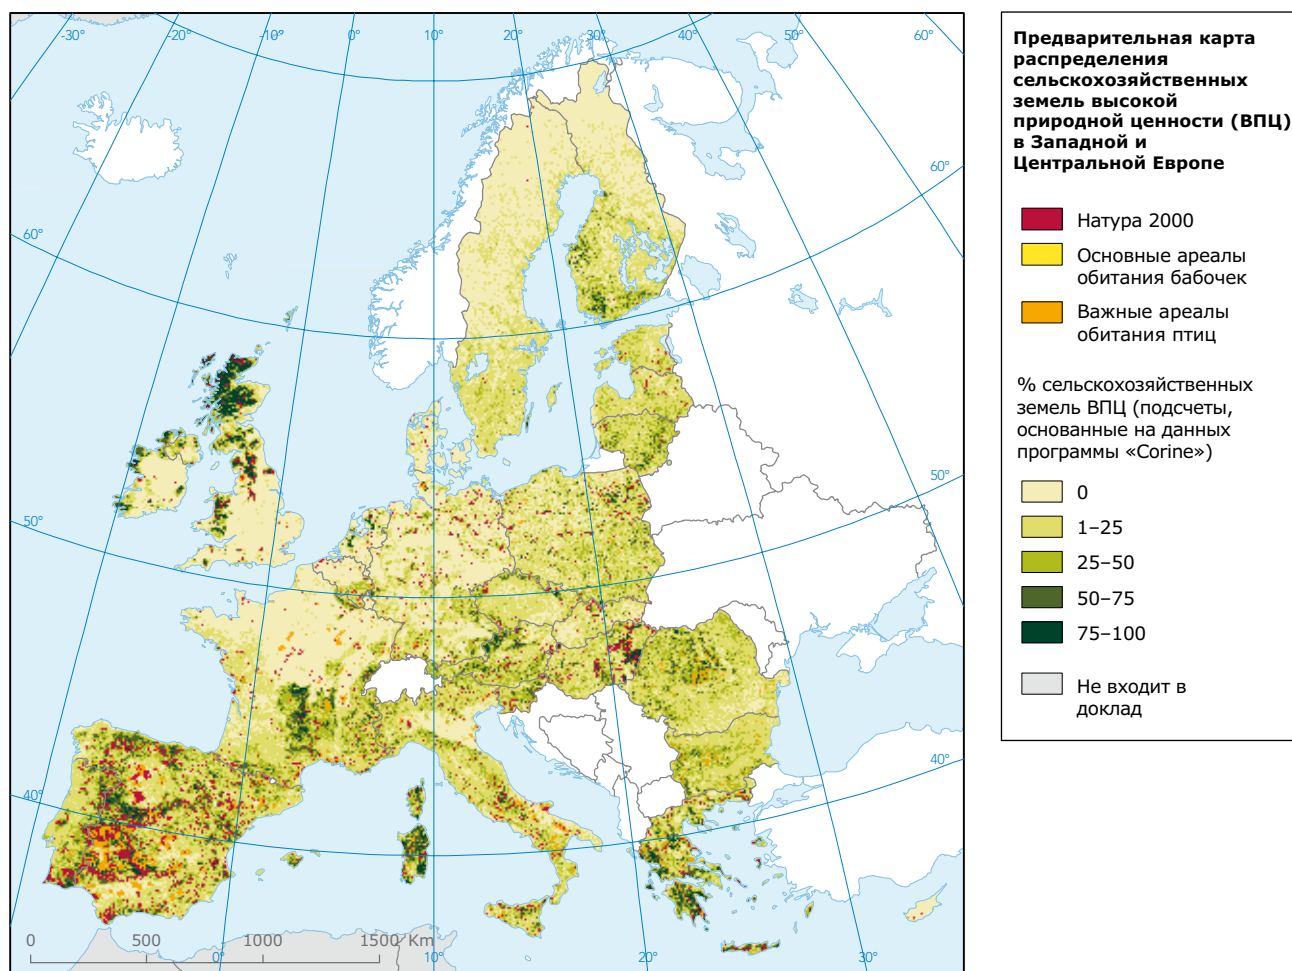 -30°
-20°
-10°
0°
10°
20°
30°
40°
50°
60°
60°
60°
50°
50°
40°
40°
0°
10°
20°
30°
0
500
1000
1500 Km
Предварительная карта
распределения
сельскохозяйственных
земель высокой
природной ценности (ВПЦ)
в Западной и
Центральной Европе
Натура 2000
Основные ареалы
обитания бабочек
Важные ареалы
обитания птиц
% сельскохозяйственных
земель ВПЦ (подсчеты,
основанные на данных
программы «Corine»)
0
1–25
25–50
50–75
75–100
Не входит в
доклад